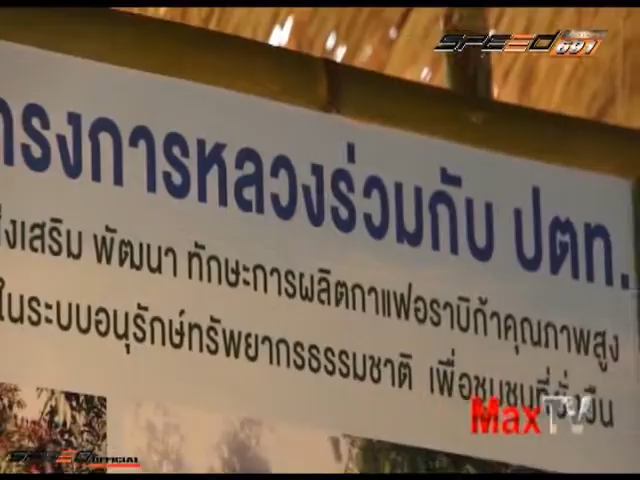 SPEED 691
โครงการหลวงร่วมกับ ปตท.
ส่งเสริม พัฒนา ทักษะการผลิตกาแฟอราบิก้าคุณภาพสูง
ในระบบอนุรักษ์ทรัพยากรธรรมชาติ เพื่อชุมชนที่ยั่งยืน
MaxTV
SPEED OFFICIAL